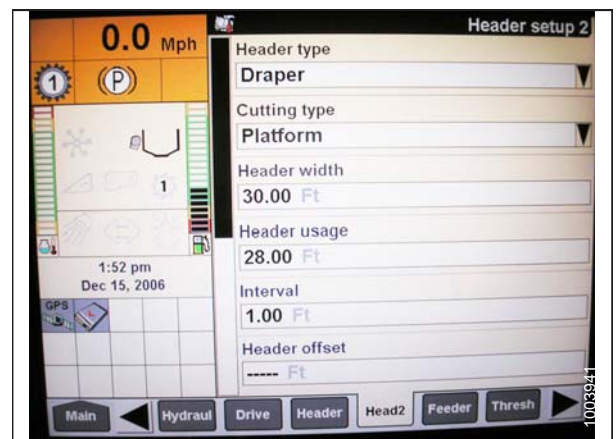 0.0 Mph
1
P
1
1:52 pm
Dec 15, 2006
GPS
Header setup 2
Header type
Draper
Cutting type
Platform
Header width
30.00 Ft
Header usage
28.00 Ft
Interval
1.00 Ft
Header offset
----- Ft
Main
Hydraul
Drive
Header
Head2
Feeder
Thresh
1003941